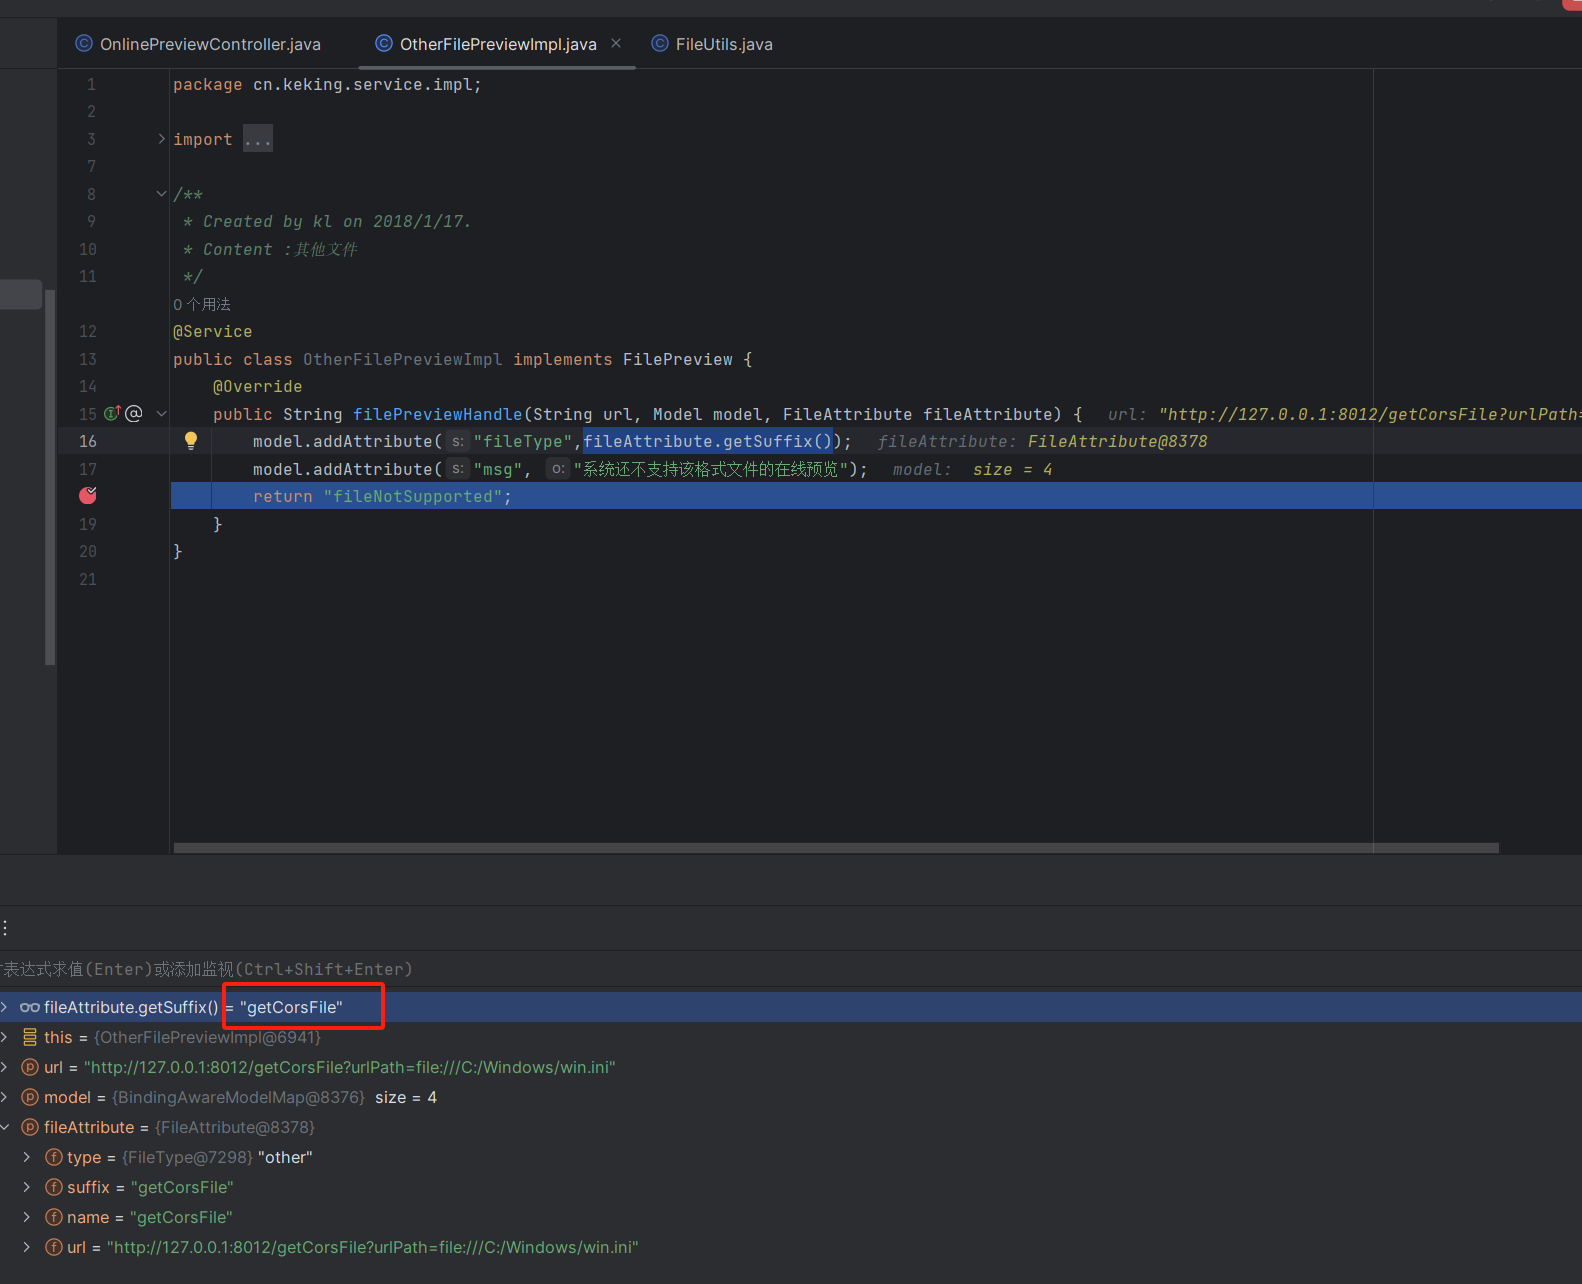 OnlinePreviewController.java OtherFilePreviewImpl.java FileUtils.java
1 package cn.keking.service.impl;
2
3 import ...
7
8 /**
9 * Created by kl on 2018/1/17.
10 * Content :其他文件
11 */
0 个用法
12 @Service
13 public class OtherFilePreviewImpl implements FilePreview {
14 @Override
15 public String filePreviewHandle(String url, Model model, FileAttribute fileAttribute) { url: "http://127.0.0.1:8012/getCorsFile?urlPath=
16 model.addAttribute( s: "fileType",fileAttribute.getSuffix()); fileAttribute: FileAttribute@8378
17 model.addAttribute( s: "msg", o: "系统还不支持该格式文件的在线预览"); model: size = 4
return "fileNotSupported";
19 }
20 }
21
表达式求值(Enter)或添加监视(Ctrl+Shift+Enter)
fileAttribute.getSuffix() = "getCorsFile"
this = {OtherFilePreviewImpl@6941}
url = "http://127.0.0.1:8012/getCorsFile?urlPath=file:///C:/Windows/win.ini"
model = {BindingAwareModelMap@8376} size = 4
fileAttribute = {FileAttribute@8378}
type = {FileType@7298} "other"
suffix = "getCorsFile"
name = "getCorsFile"
url = "http://127.0.0.1:8012/getCorsFile?urlPath=file:///C:/Windows/win.ini"